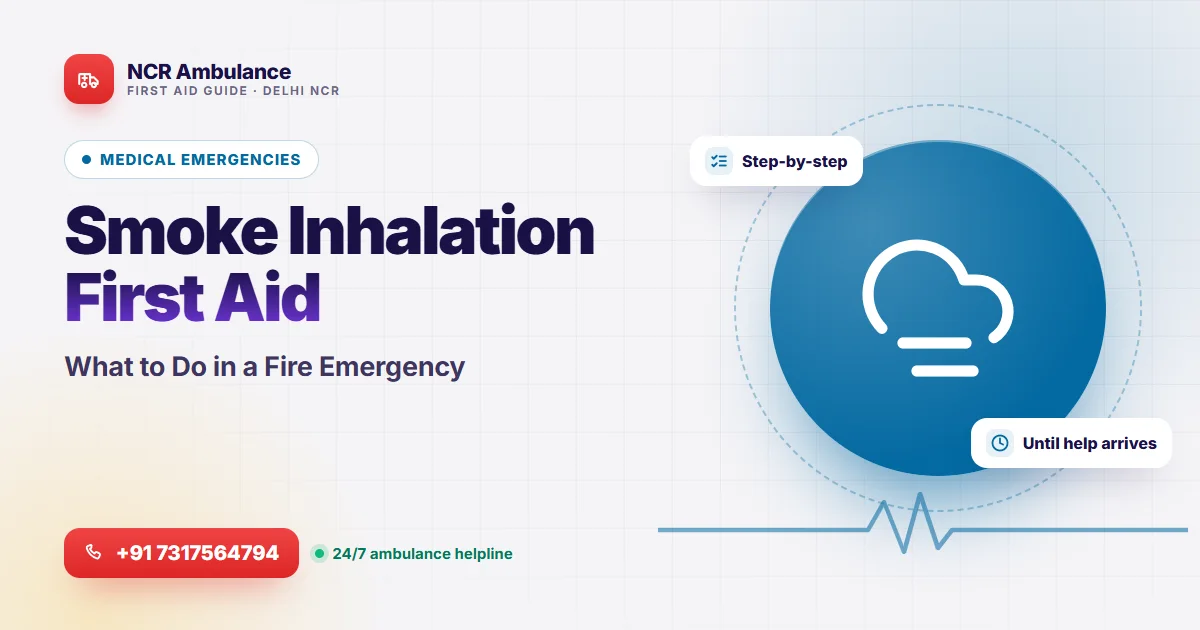 NCR Ambulance
FIRST AID GUIDE · DELHI NCR
MEDICAL EMERGENCIES
Smoke Inhalation
First Aid
What to Do in a Fire Emergency
+91 7317564794
24/7 ambulance helpline
Step-by-step
Until help arrives